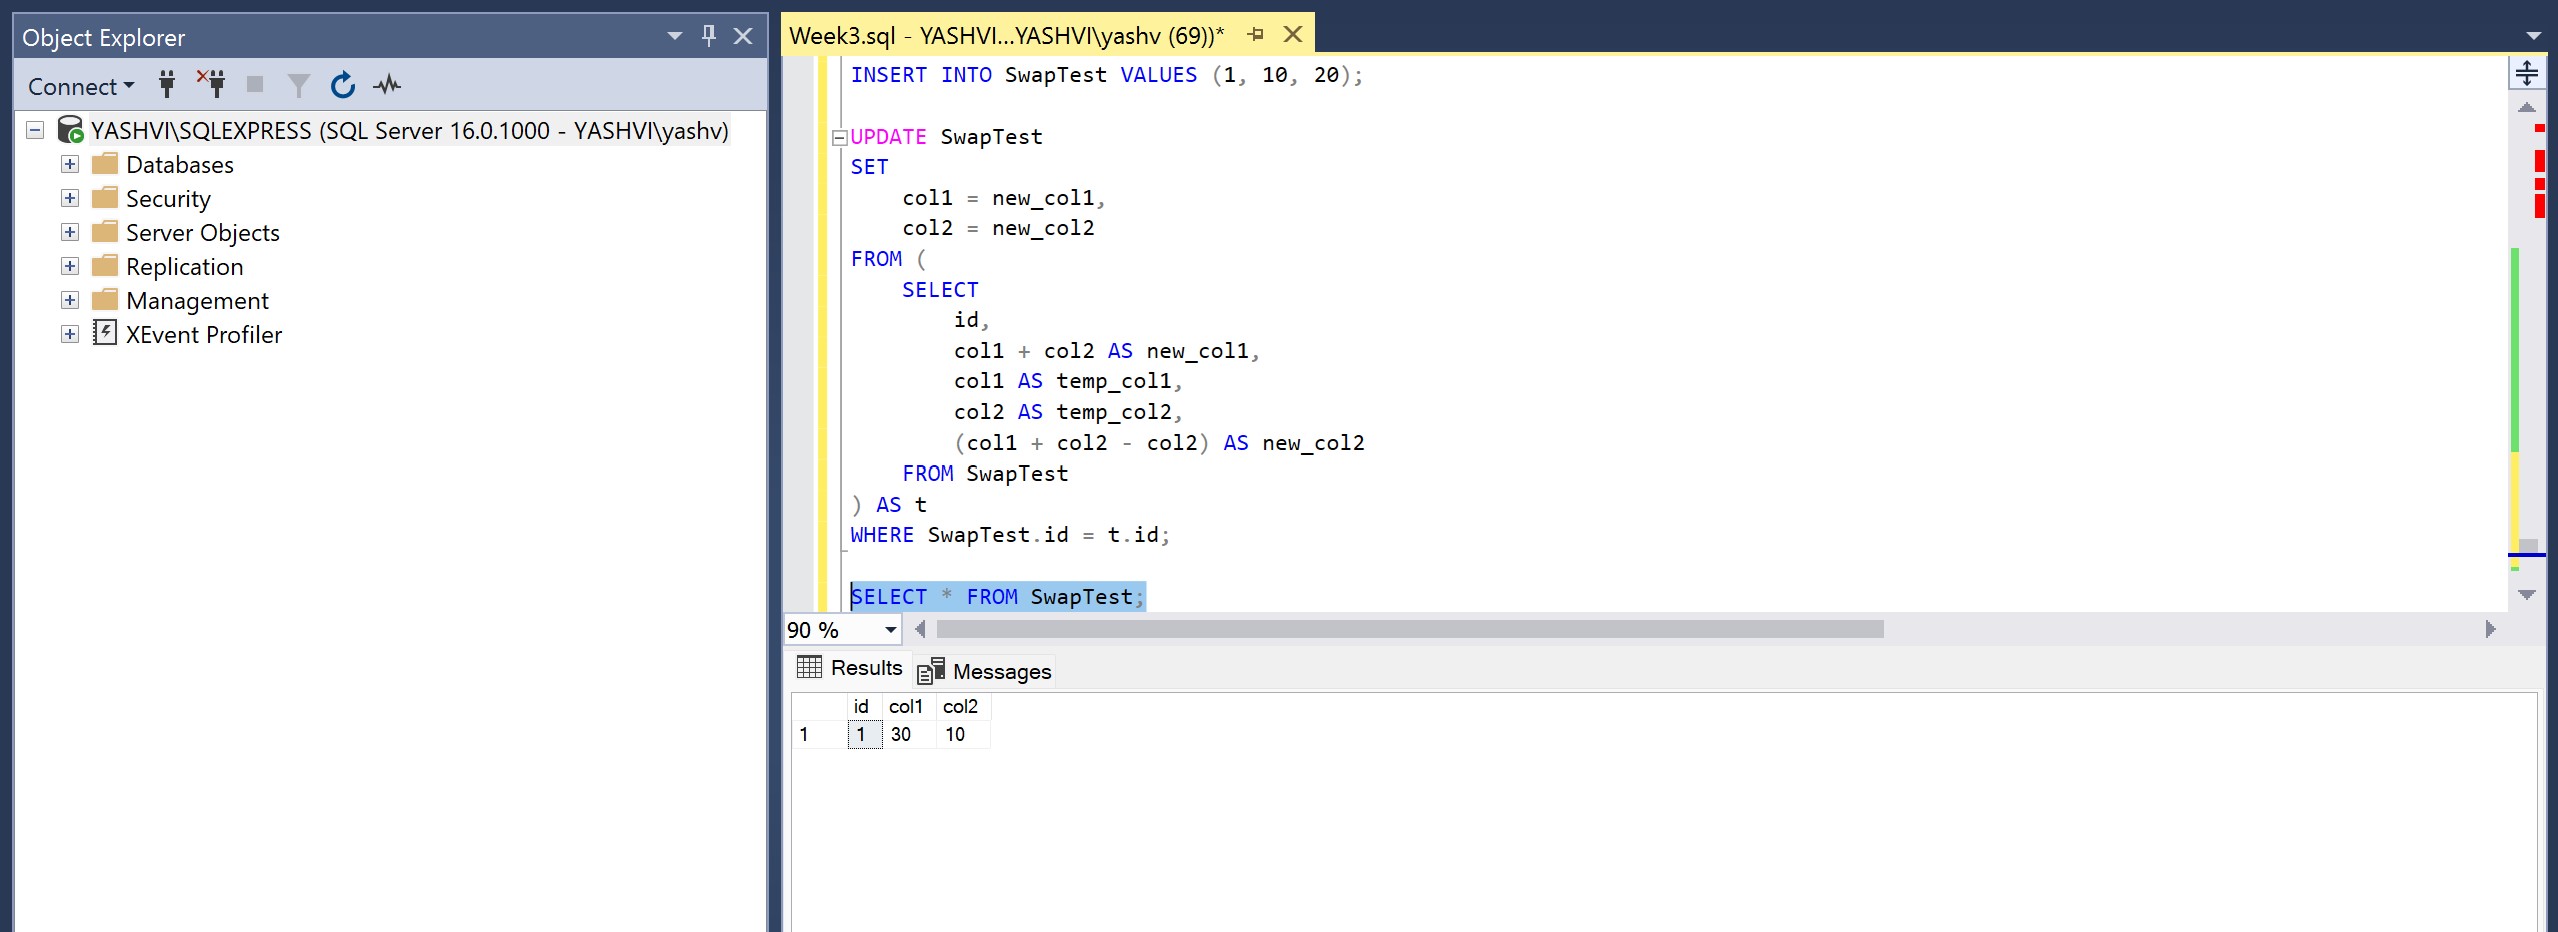 Object Explorer
Connect
YASHVI\SQLEXPRESS (SQL Server 16.0.1000 - YASHVI\yashv)
Databases
Security
Server Objects
Replication
Management
XEvent Profiler
Week3.sql - YASHVI...YASHVI\yashv (69))*
INSERT INTO SwapTest VALUES (1, 10, 20);
UPDATE SwapTest
SET
col1 = new_col1,
col2 = new_col2
FROM (
SELECT
id,
col1 + col2 AS new_col1,
col1 AS temp_col1,
col2 AS temp_col2,
(col1 + col2 - col2) AS new_col2
FROM SwapTest
) AS t
WHERE SwapTest.id = t.id;
SELECT * FROM SwapTest;
90 %
Results Messages
id col1 col2
1 1 30 10